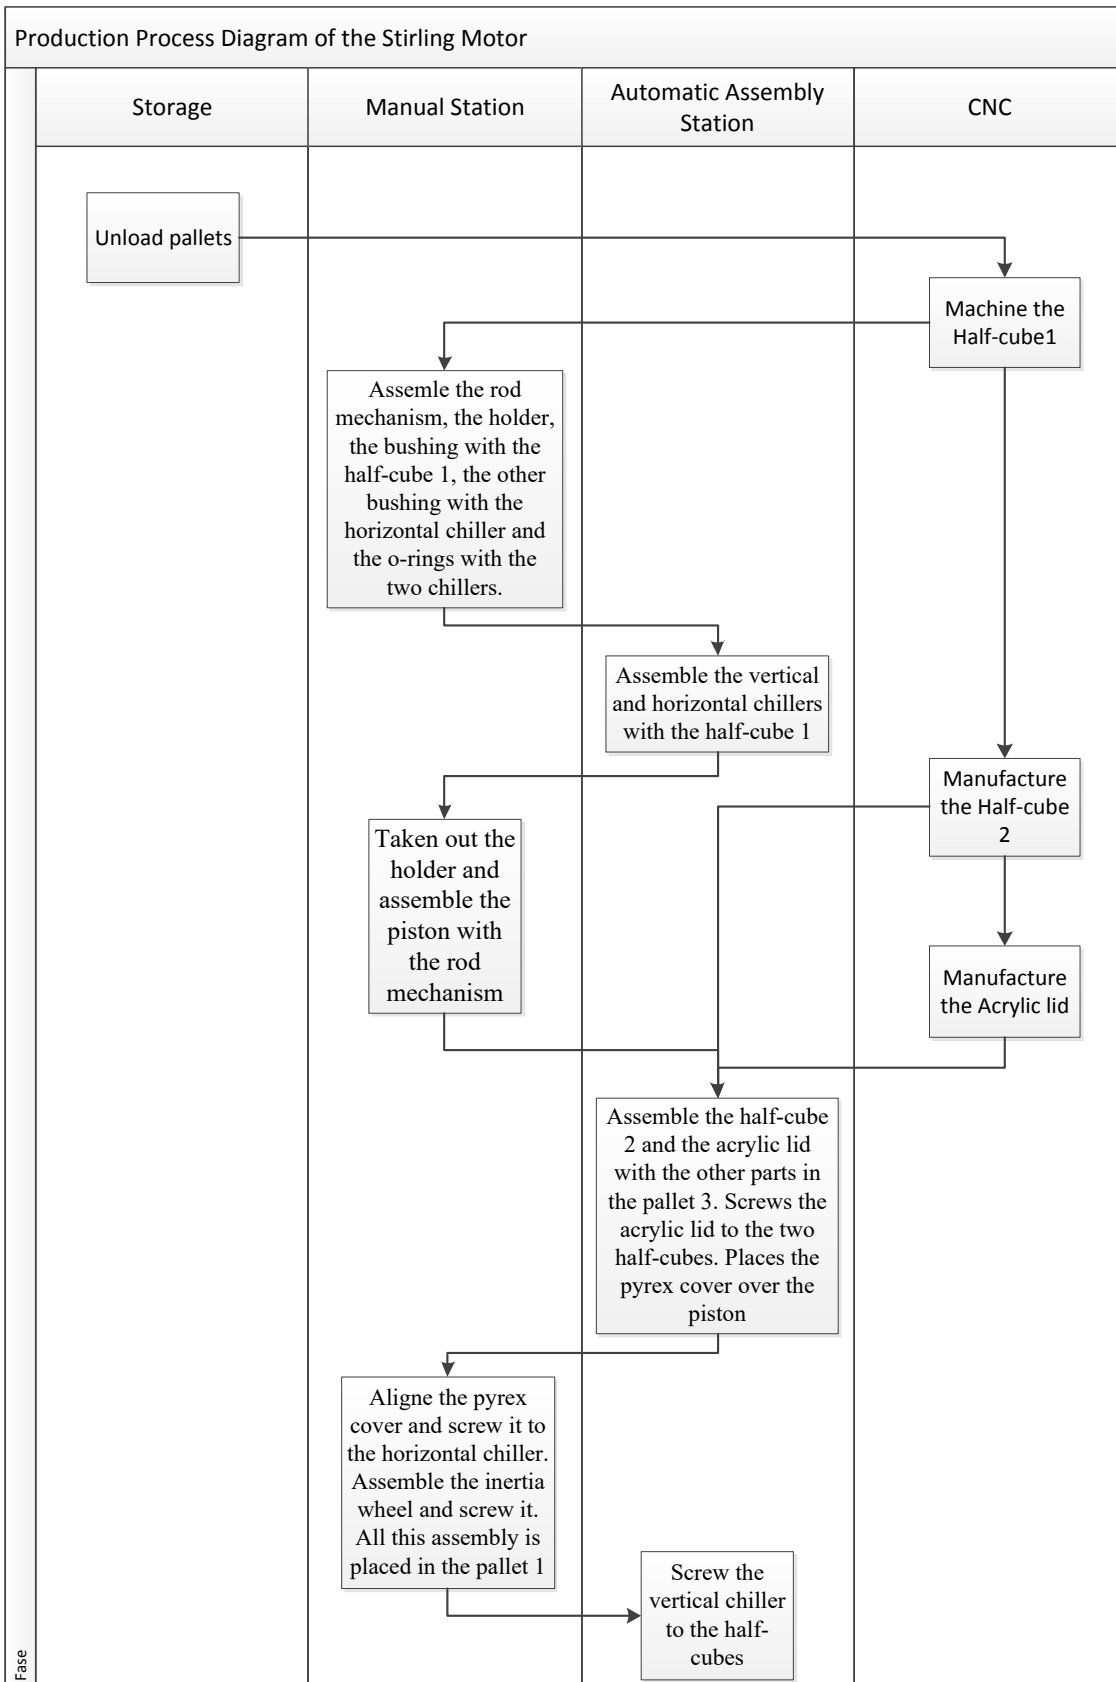 Production Process Diagram of the Stirling Motor
Storage
Manual Station
Automatic Assembly
Station
CNC
Unload pallets
Machine the
Half-cube1
Assemle the rod
mechanism, the holder,
the bushing with the
half-cube 1, the other
bushing with the
horizontal chiller and
the o-rings with the
two chillers.
Assemble the vertical
and horizontal chillers
with the half-cube 1
Manufacture
the Half-cube
2
Taken out the
holder and
assemble the
piston with
the rod
mechanism
Manufacture
the Acrylic lid
Assemble the half-cube
2 and the acrylic lid
with the other parts in
the pallet 3. Screws the
acrylic lid to the two
half-cubes. Places the
pyrex cover over the
piston
Aligne the pyrex
cover and screw it to
the horizontal chiller.
Assemble the inertia
wheel and screw it.
All this assembly is
placed in the pallet 1
Screw the
vertical chiller
to the half-
cubes
Fase